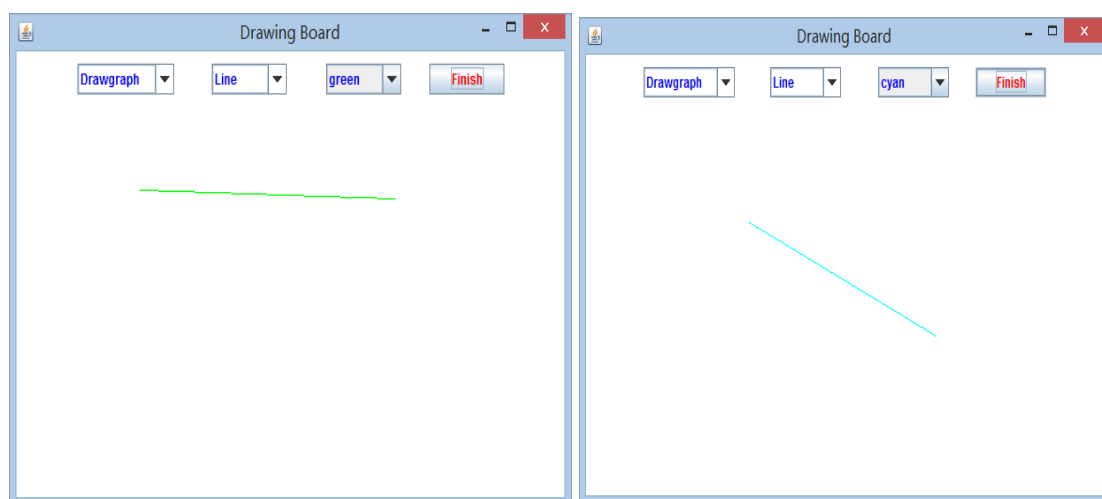 Drawing Board
Drawgraph Line green Finish
Drawing Board
Drawgraph Line cyan Finish